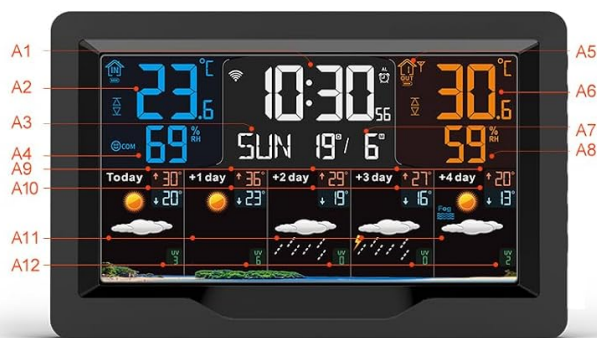 A1
A2
A3
A4
A9
A10
A11
A12
A5
A6
A7
A8
IN
23.6 °C
COM 69 % RH
10:30 56
AL
SUN 19 D / 6 M
OUT
30.6 °C
59 % RH
Today ↑30° ↓20°
+1 day ↑36° ↓23°
+2 day ↑29° ↓19°
+3 day ↑27° ↓16°
+4 day ↑20° ↓13°
Fog
UV 3
UV 6
UV 0
UV 0
UV 2